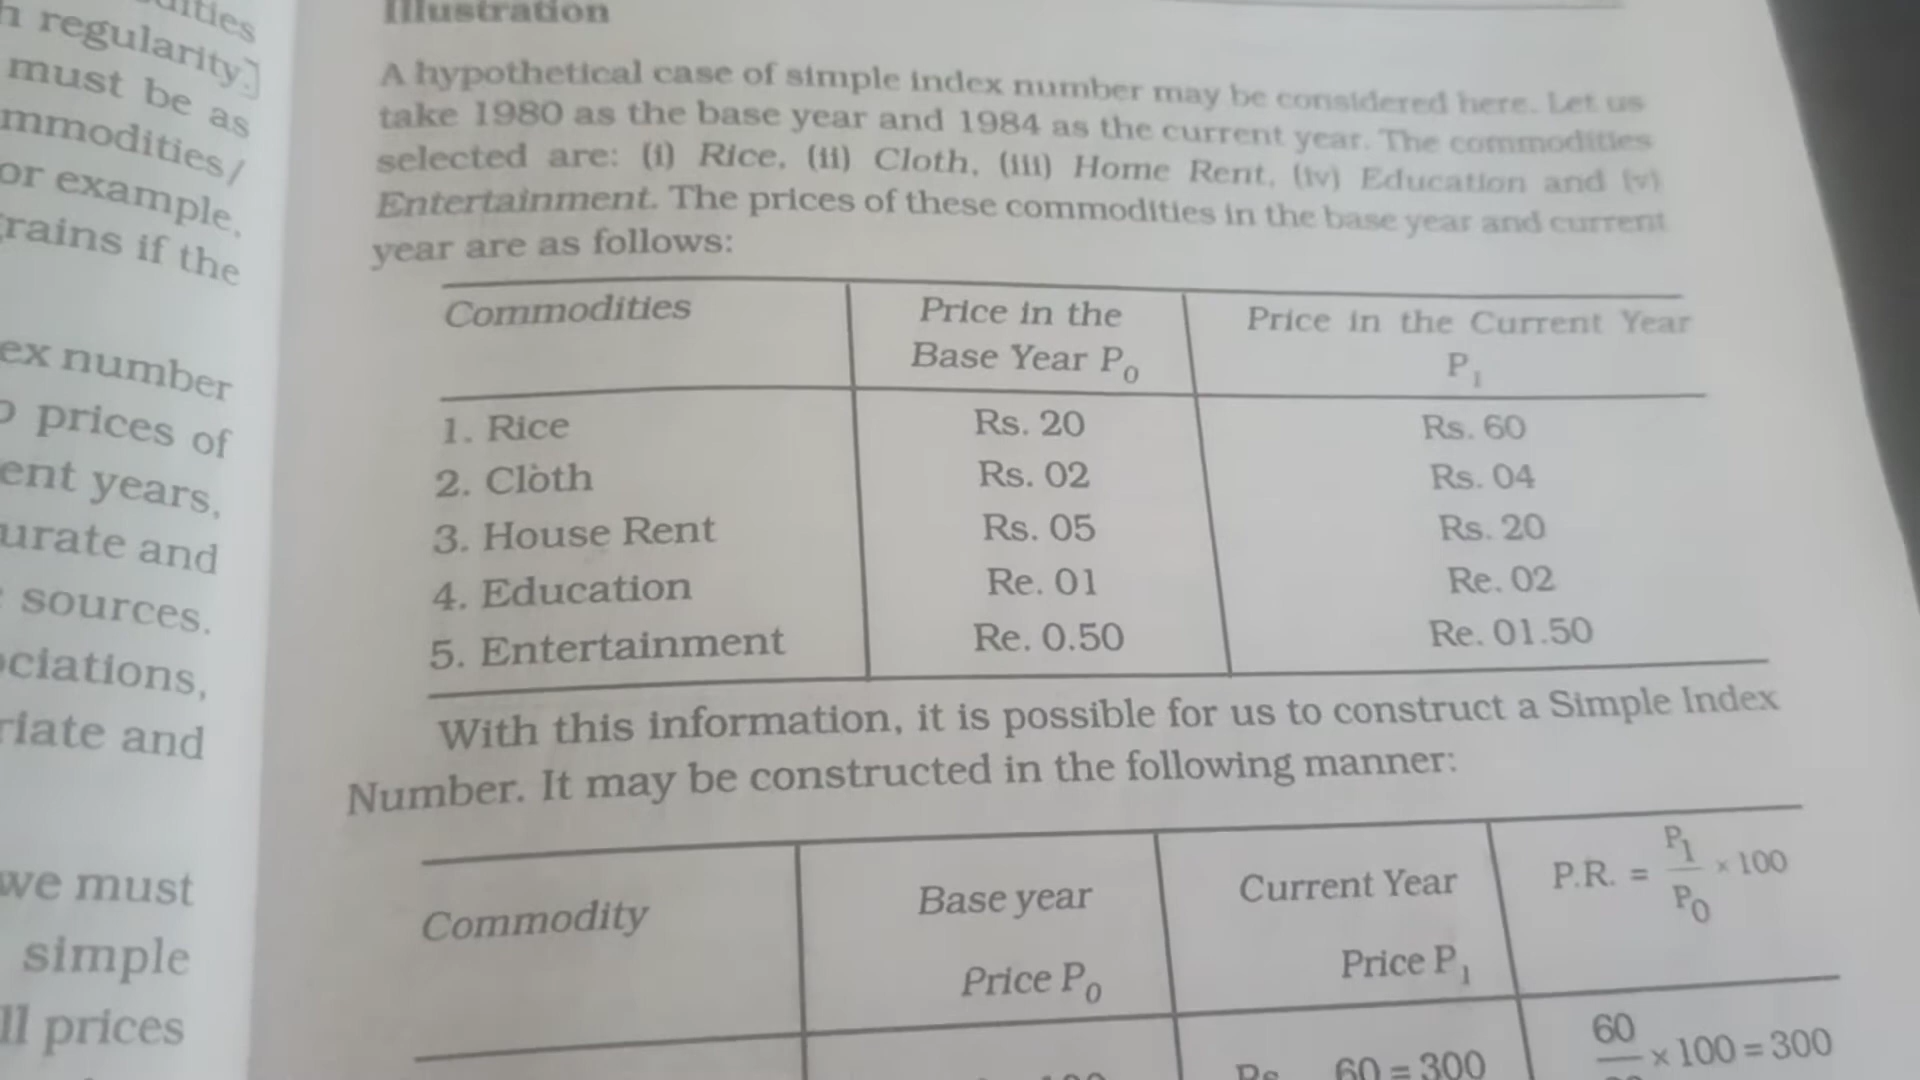 ities
n regularity.]
must be as
mmodities/
or example,
rains if the
ex number
prices of
ent years,
urate and
sources.
ciations,
riate and
we must
simple
ll prices
Illustration
A hypothetical case of simple index number may be considered here. Let us
take 1980 as the base year and 1984 as the current year. The commodities
selected are: (i) Rice, (ii) Cloth, (iii) Home Rent, (iv) Education and (v)
Entertainment. The prices of these commodities in the base year and current
year are as follows:
Commodities Price in the Base Year P0 Price in the Current Year P1
1. Rice Rs. 20 Rs. 60
2. Cloth Rs. 02 Rs. 04
3. House Rent Rs. 05 Rs. 20
4. Education Re. 01 Re. 02
5. Entertainment Re. 0.50 Re. 01.50
With this information, it is possible for us to construct a Simple Index
Number. It may be constructed in the following manner:
Commodity Base year Price P0 Current Year Price P1 P.R. = P1/P0 × 100
Rs 60 = 300 60 × 100 = 300